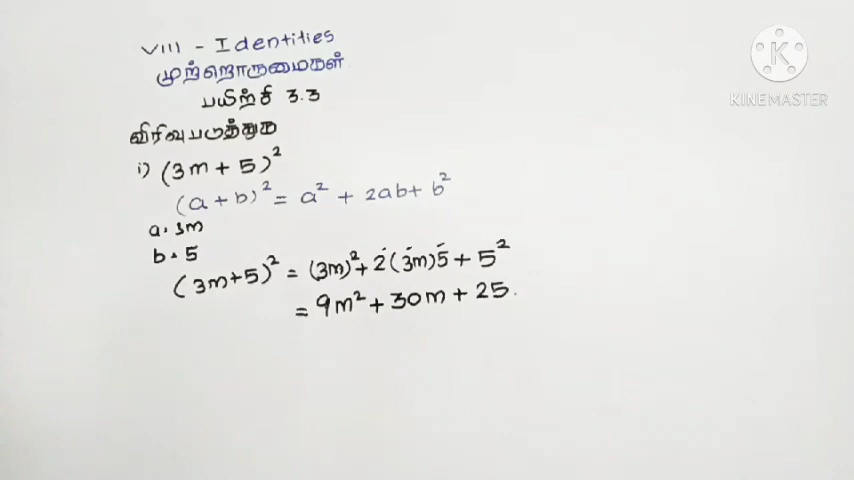 VIII - Identities
முற்றொருமைகள்
பயிற்சி 3.3
விரிவுபடுத்துக
i) (3m + 5)²
(a + b)² = a² + 2ab + b²
a = 3m
b = 5
(3m+5)² = (3m)² + 2(3m)5 + 5²
= 9m² + 30m + 25.
K
KINEMASTER